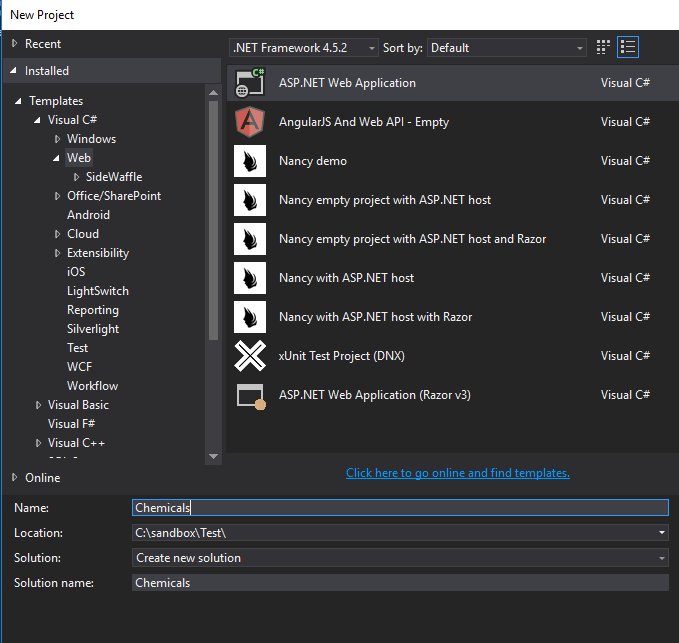 New Project
Recent
.NET Framework 4.5.2 Sort by: Default
Installed
Templates
Visual C#
Windows
Web
SideWaffle
Office/SharePoint
Android
Cloud
Extensibility
iOS
LightSwitch
Reporting
Silverlight
Test
WCF
Workflow
Visual Basic
Visual F#
Visual C++
Online
ASP.NET Web Application Visual C#
AngularJS And Web API - Empty Visual C#
Nancy demo Visual C#
Nancy empty project with ASP.NET host Visual C#
Nancy empty project with ASP.NET host and Razor Visual C#
Nancy with ASP.NET host Visual C#
Nancy with ASP.NET host with Razor Visual C#
xUnit Test Project (DNX) Visual C#
ASP.NET Web Application (Razor v3) Visual C#
Click here to go online and find templates.
Name: Chemicals
Location: C:\sandbox\Test\
Solution: Create new solution
Solution name: Chemicals